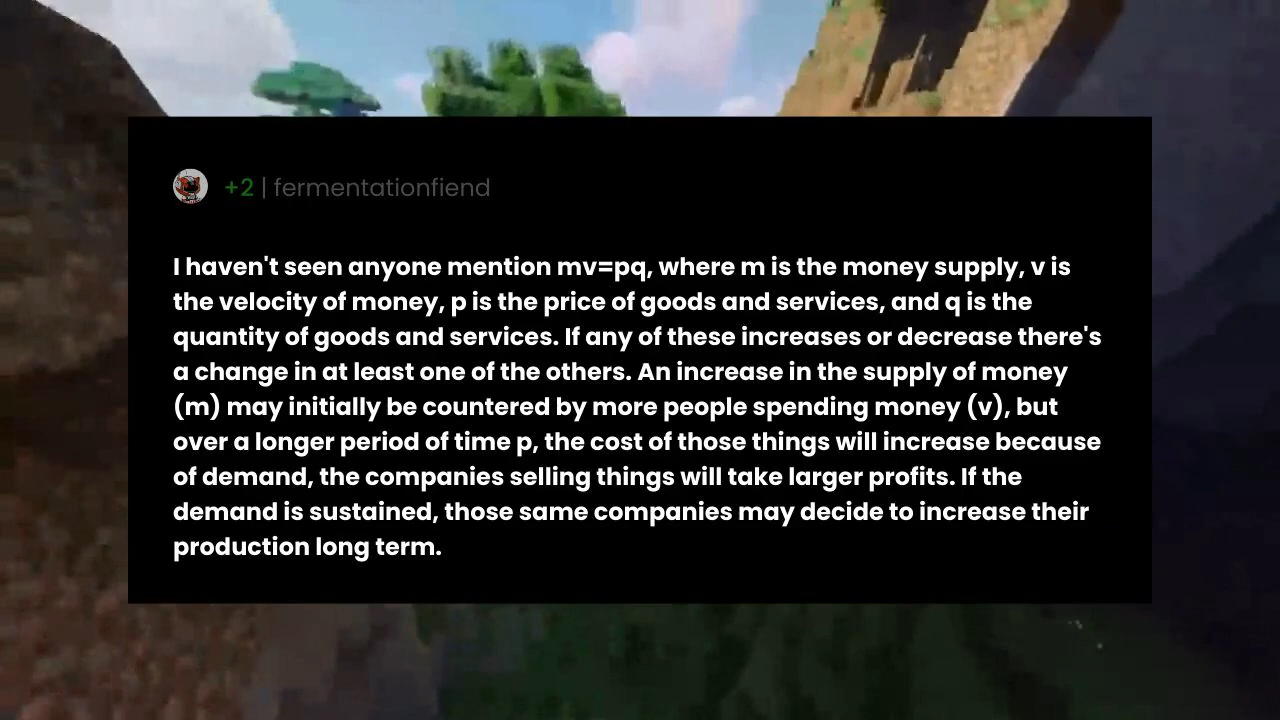 +2 | fermentationfiend
I haven't seen anyone mention mv=pq, where m is the money supply, v is
the velocity of money, p is the price of goods and services, and q is the
quantity of goods and services. If any of these increases or decrease there's
a change in at least one of the others. An increase in the supply of money
(m) may initially be countered by more people spending money (v), but
over a longer period of time p, the cost of those things will increase because
of demand, the companies selling things will take larger profits. If the
demand is sustained, those same companies may decide to increase their
production long term.